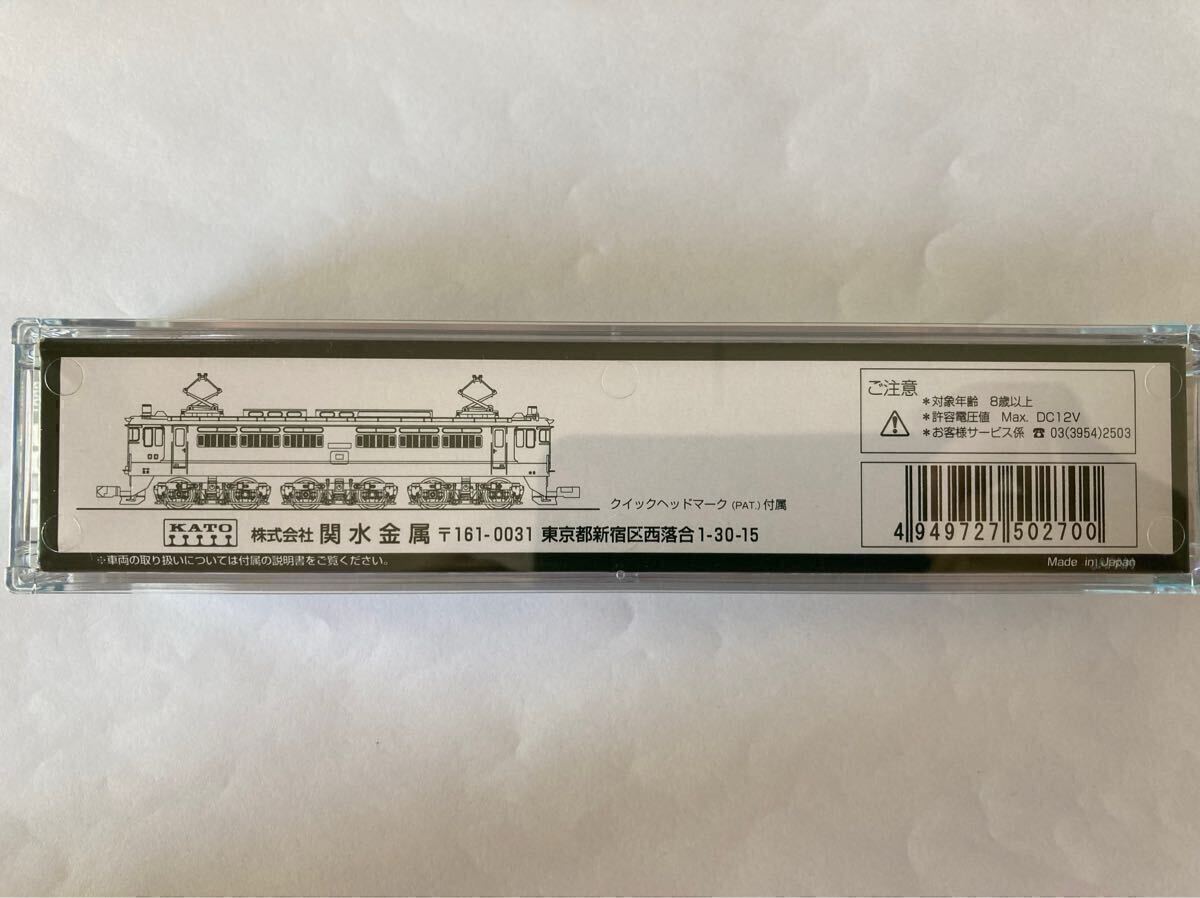 ご注意
*対象年齢 8歳以上
*許容電圧値 Max. DC12V
*お客様サービス係 ☎ 03(3954)2503
クイックヘッドマーク(PAT.)付属
KATO 株式会社 関水金属 〒161-0031 東京都新宿区西落合1-30-15
4 949727 502700
※車両の取り扱いについては付属の説明書をご覧ください。
Made in Japan